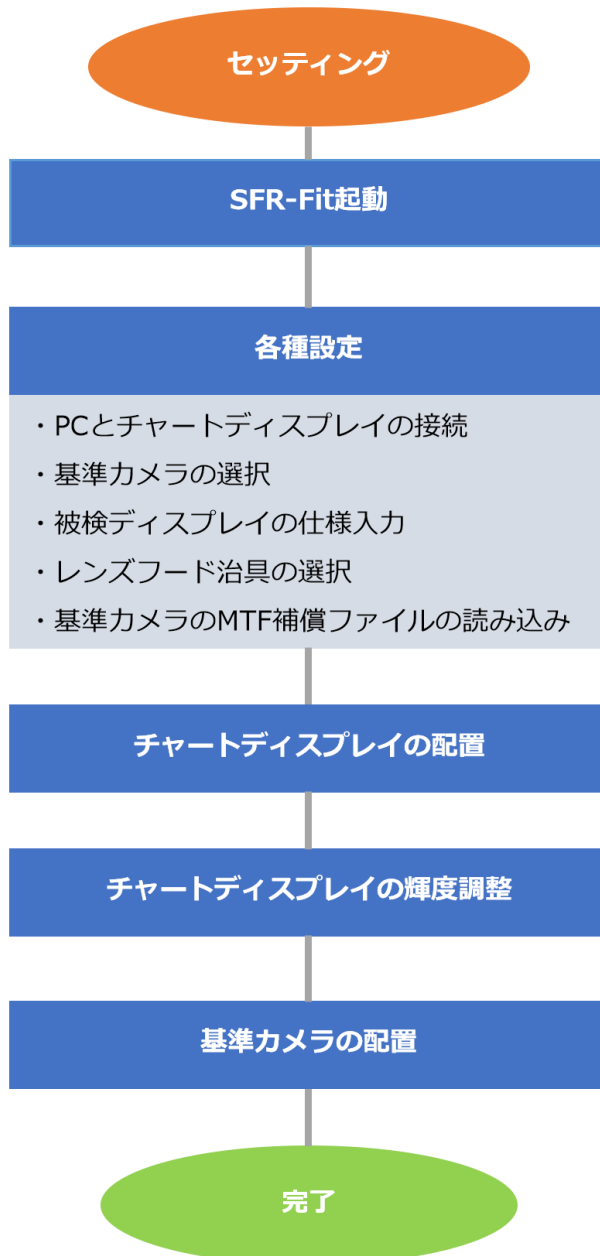 セッティング
SFR-Fit起動
各種設定
・PCとチャートディスプレイの接続
・基準カメラの選択
・被検ディスプレイの仕様入力
・レンズフード治具の選択
・基準カメラのMTF補償ファイルの読み込み
チャートディスプレイの配置
チャートディスプレイの輝度調整
基準カメラの配置
完了